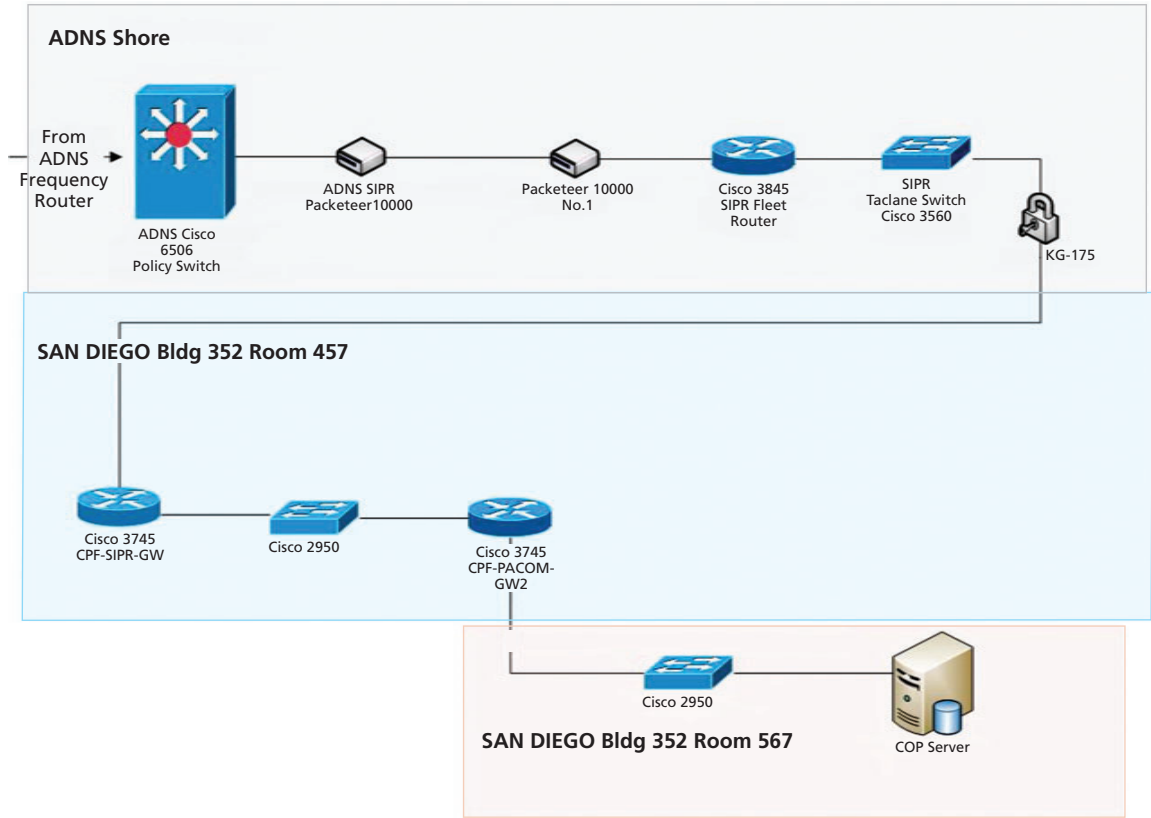 ADNS Shore
From
ADNS
Frequency
Router
ADNS Cisco
6506
Policy Switch
ADNS SIPR
Packeteer10000
Packeteer 10000
No.1
Cisco 3845
SIPR Fleet
Router
SIPR
Taclane Switch
Cisco 3560
KG-175
SAN DIEGO Bldg 352 Room 457
Cisco 3745
CPF-SIPR-GW
Cisco 2950
Cisco 3745
CPF-PACOM-
GW2
Cisco 2950
COP Server
SAN DIEGO Bldg 352 Room 567